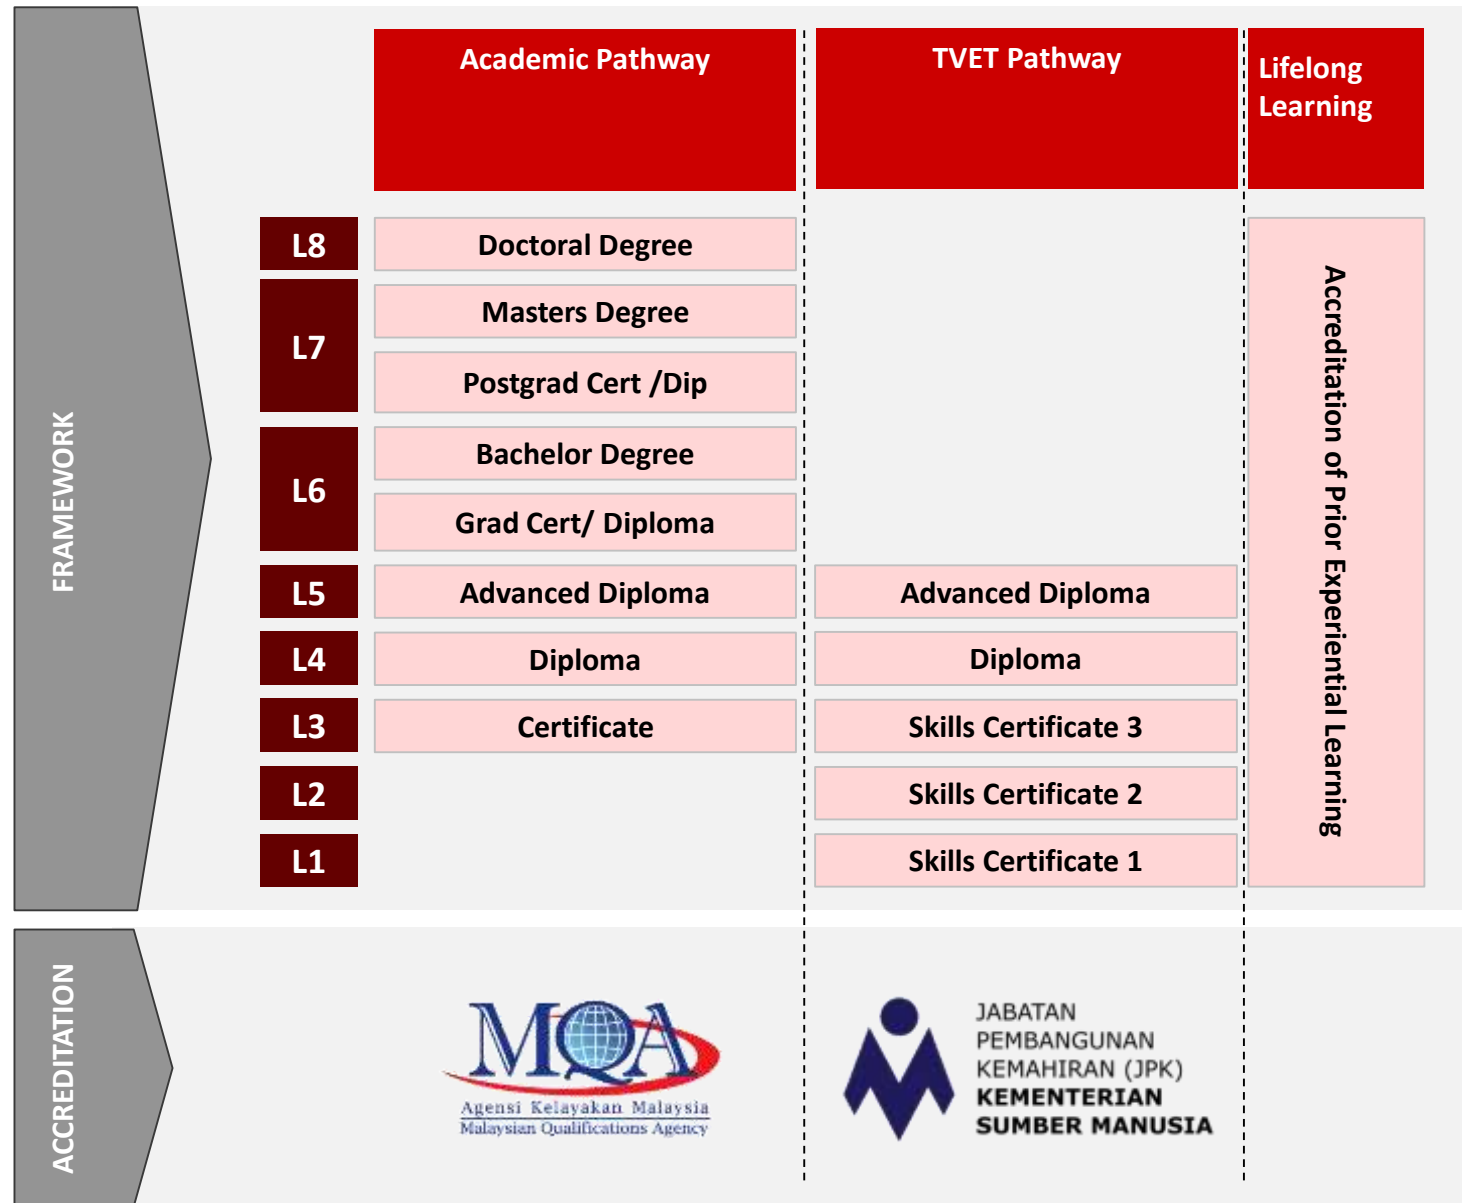 FRAMEWORK
Academic Pathway
TVET Pathway
Lifelong
Learning
L8
Doctoral Degree
L7
Masters Degree
Postgrad Cert /Dip
L6
Bachelor Degree
Grad Cert/ Diploma
L5
Advanced Diploma
Advanced Diploma
L4
Diploma
Diploma
L3
Certificate
Skills Certificate 3
L2
Skills Certificate 2
L1
Skills Certificate 1
Accreditation of Prior Experiential Learning
ACCREDITATION
MQA
Agensi Kelayakan Malaysia
Malaysian Qualifications Agency
JABATAN
PEMBANGUNAN
KEMAHIRAN (JPK)
KEMENTERIAN
SUMBER MANUSIA